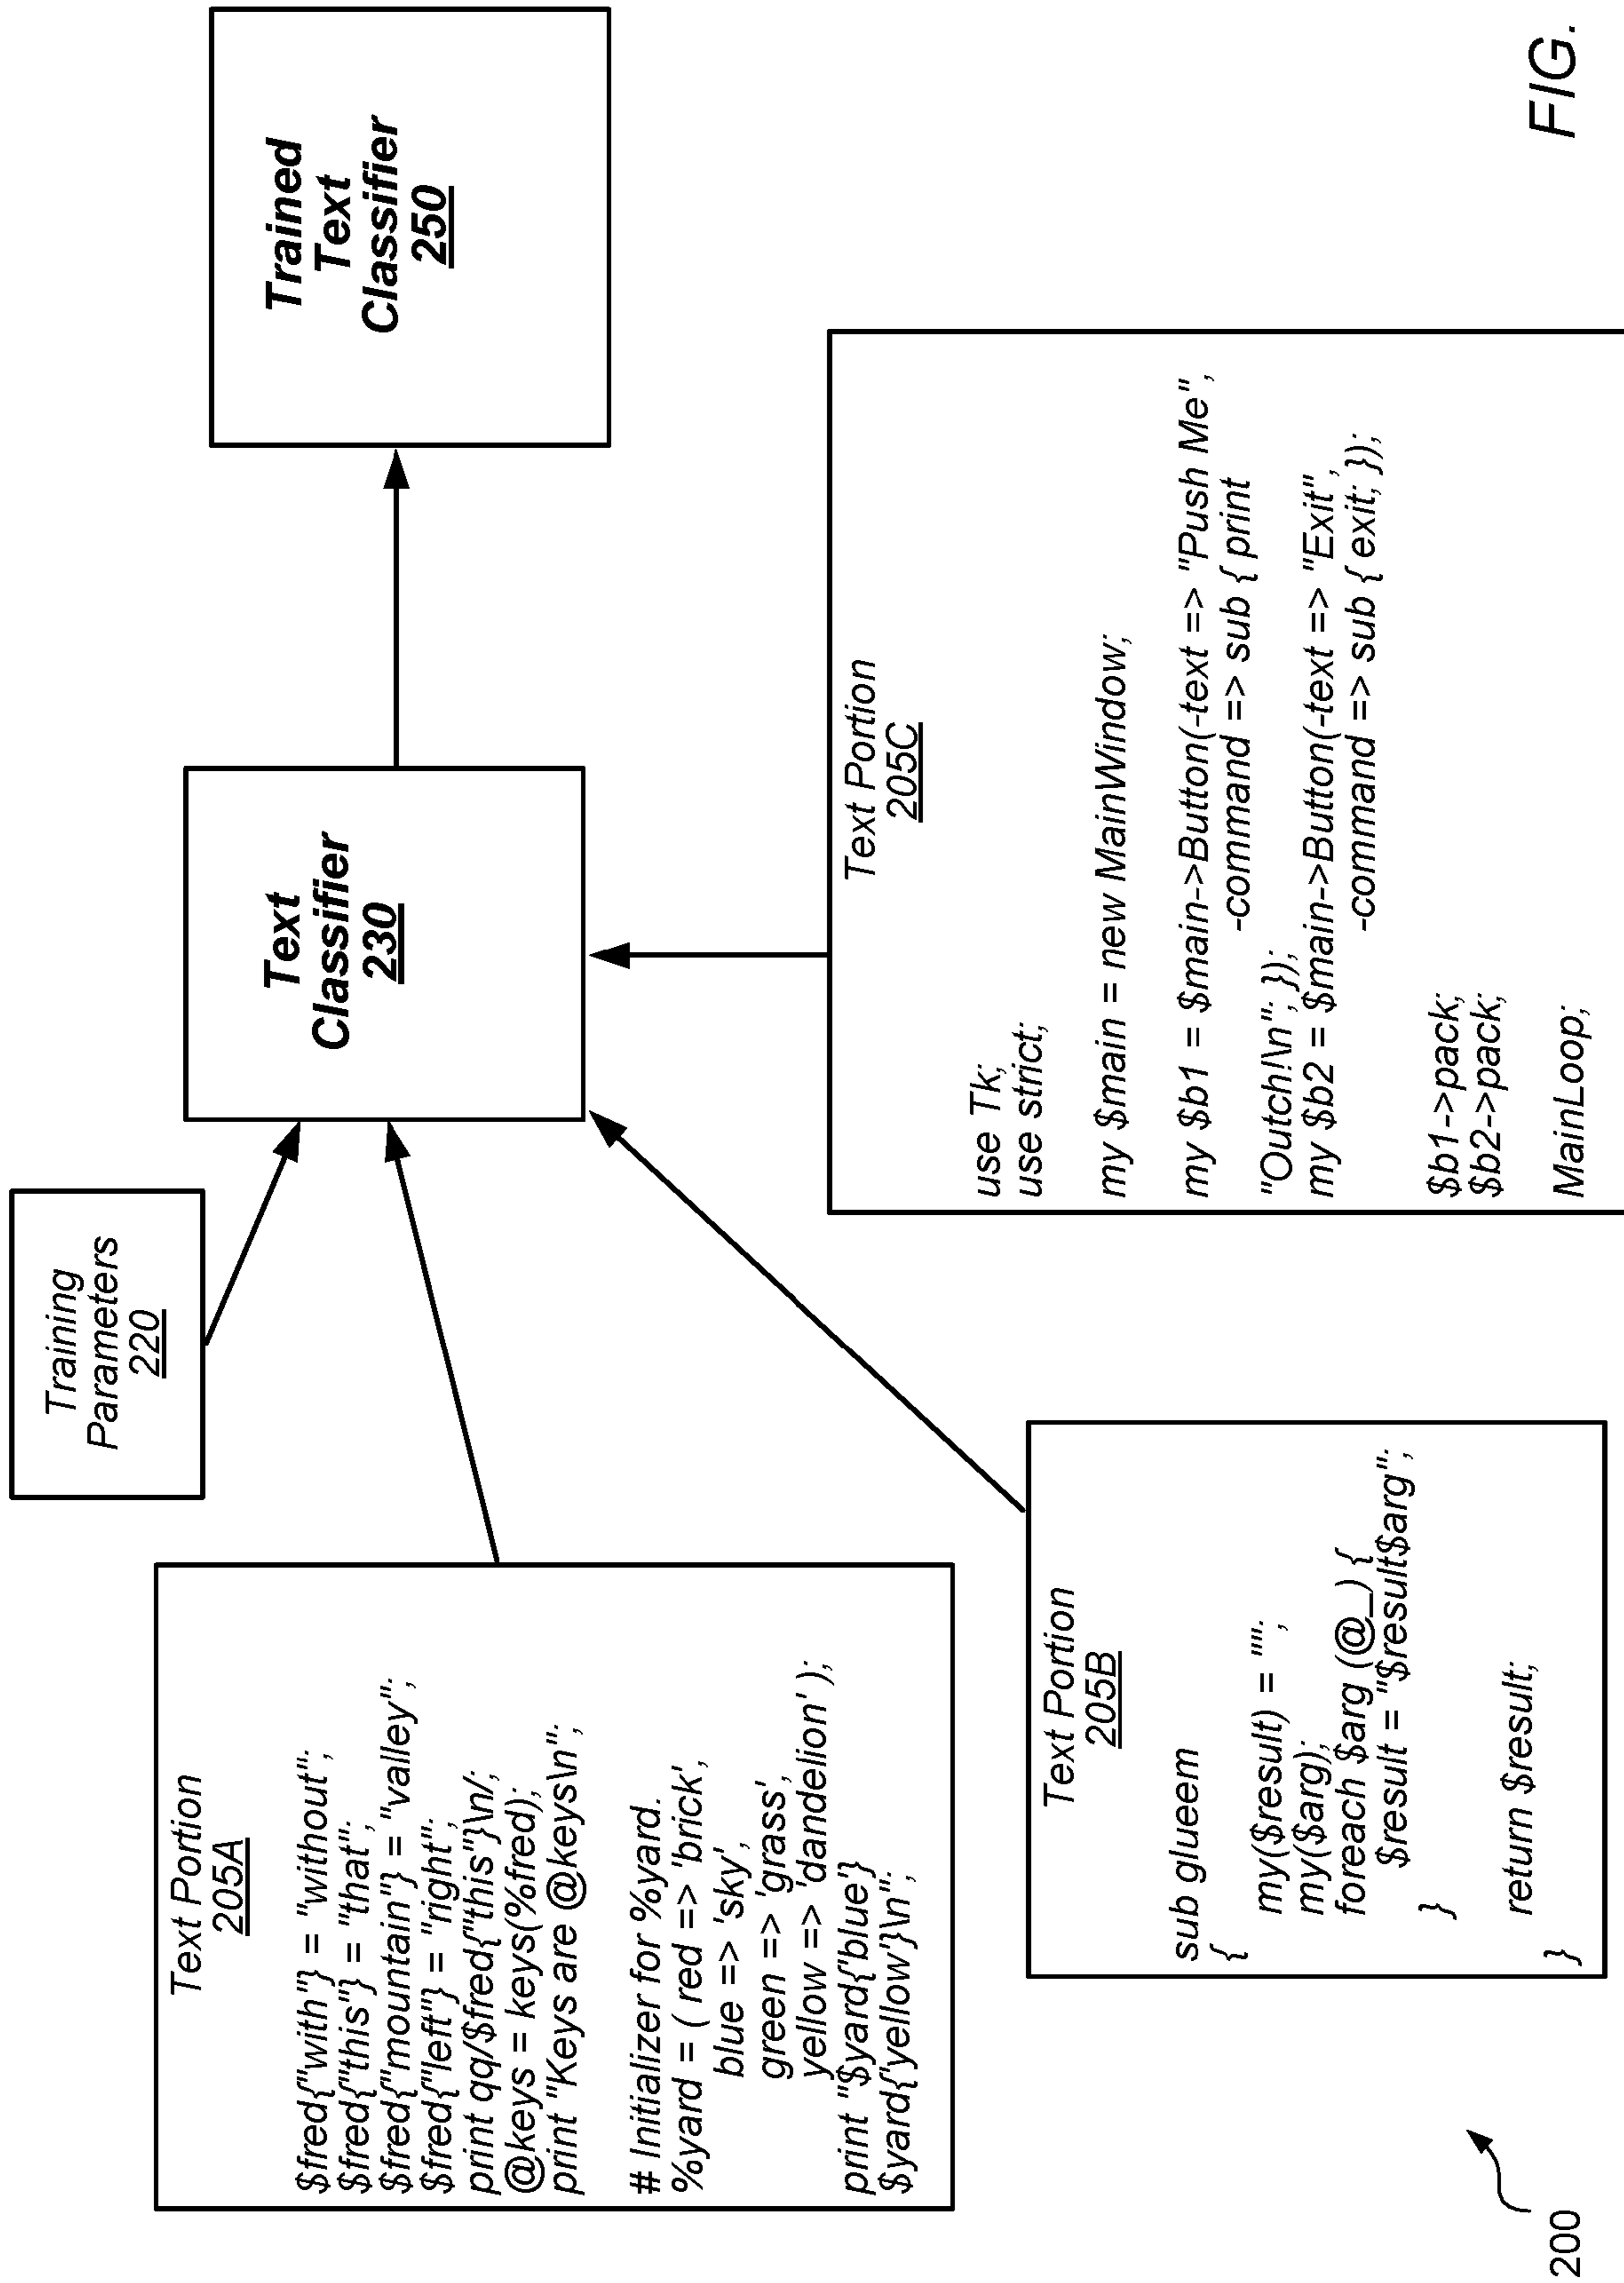 Training
Parameters
220
Text
Classifier
230
Trained
Text
Classifier
250
Text Portion
205A
$fred{"with"} = "without";
$fred{"this"} = "that";
$fred{"mountain"} = "valley";
$fred{"left"} = "right";
print qq/$fred{"this"}\n/;
@keys = keys(%fred);
print "Keys are @keys\n";
# Initializer for %yard.
%yard = ( red => 'brick',
blue => 'sky',
green => 'grass',
yellow => 'dandelion' );
print "$yard{'blue'}
$yard{'yellow'}\n";
Text Portion
205B
sub glueem
{
my($result) = "";
my($arg);
foreach $arg (@_) {
$result = "$result$arg";
}
return $result;
}
Text Portion
205C
use Tk;
use strict;
my $main = new MainWindow;
my $b1 = $main->Button(-text => "Push Me",
-command => sub { print
"Outch!\n"; });
my $b2 = $main->Button(-text => "Exit",
-command => sub { exit; });
$b1->pack;
$b2->pack;
MainLoop;
200
FIG.